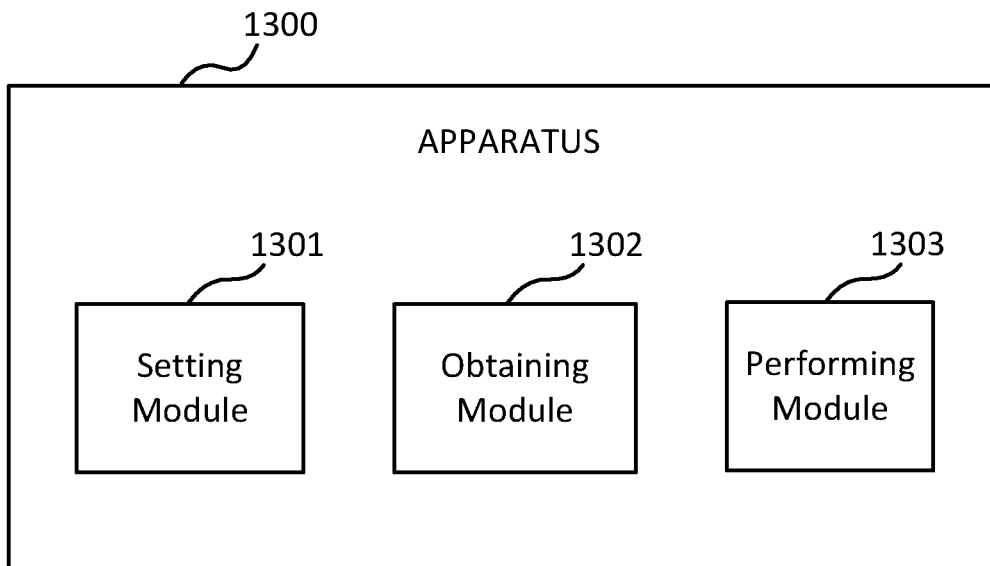 1300
APPARATUS
1301
1302
1303
Setting
Module
Obtaining
Module
Performing
Module